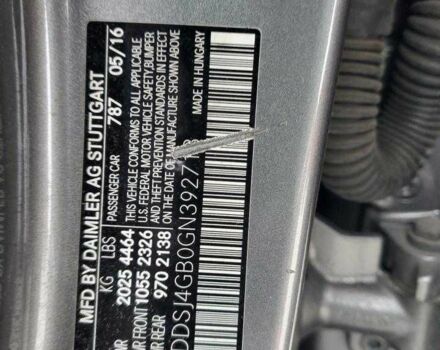 MFD BY DAIMLER AG STUTTGART
PASSENGER CAR 787 05/16
KG LBS
2025 4464
FRONT 1055 2326
REAR 970 2138
THIS VEHICLE CONFORMS TO ALL APPLICABLE
U.S. FEDERAL MOTOR VEHICLE SAFETY, BUMPER
AND THEFT PREVENTION STANDARDS IN EFFECT
ON THE DATE OF MANUFACTURE SHOWN ABOVE
DDSJ4GB0GN3927
MADE IN HUNGARY